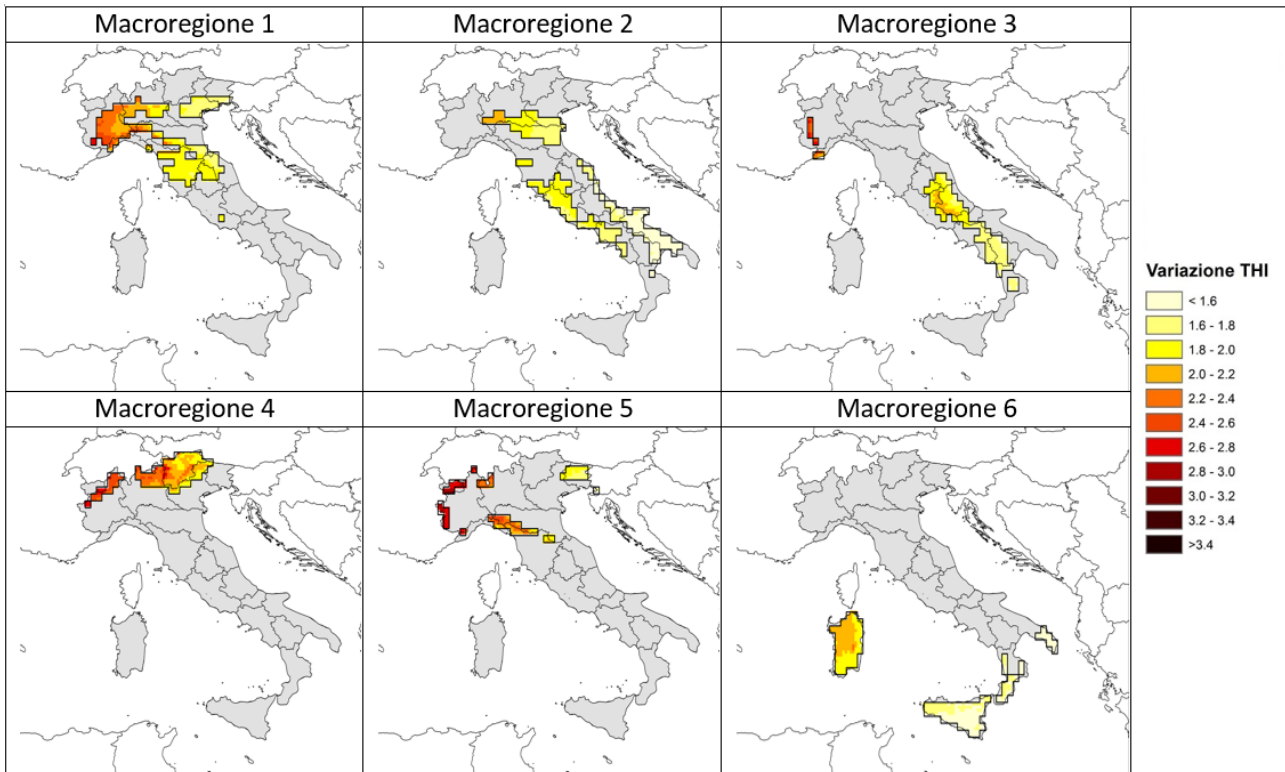 Macroregione 1
Macroregione 2
Macroregione 3
Macroregione 4
Macroregione 5
Macroregione 6
Variazione THI
< 1.6
1.6 - 1.8
1.8 - 2.0
2.0 - 2.2
2.2 - 2.4
2.4 - 2.6
2.6 - 2.8
2.8 - 3.0
3.0 - 3.2
3.2 - 3.4
>3.4